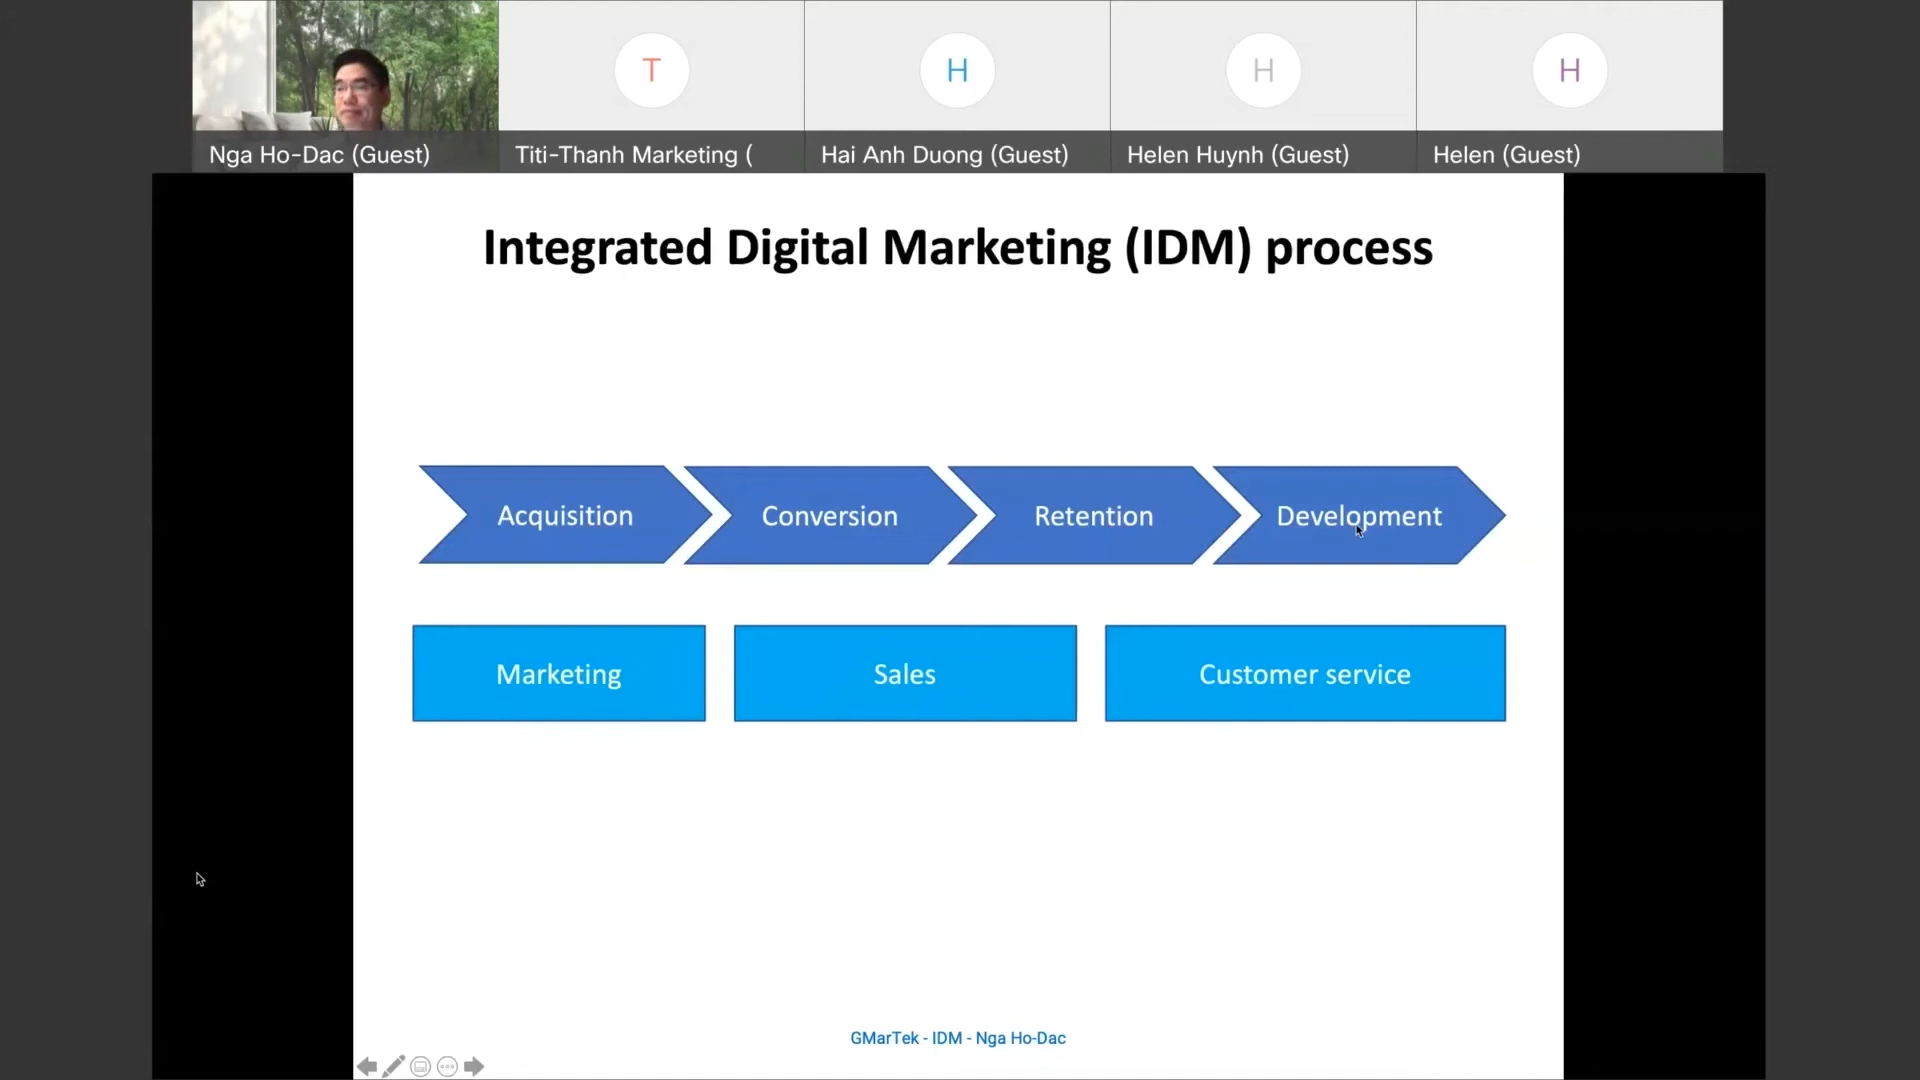 T
H
H
H
Nga Ho-Dac (Guest)
Titi-Thanh Marketing (
Hai Anh Duong (Guest)
Helen Huynh (Guest)
Helen (Guest)
Integrated Digital Marketing (IDM) process
Acquisition
Conversion
Retention
Development
Marketing
Sales
Customer service
GMarTek - IDM - Nga Ho-Dac